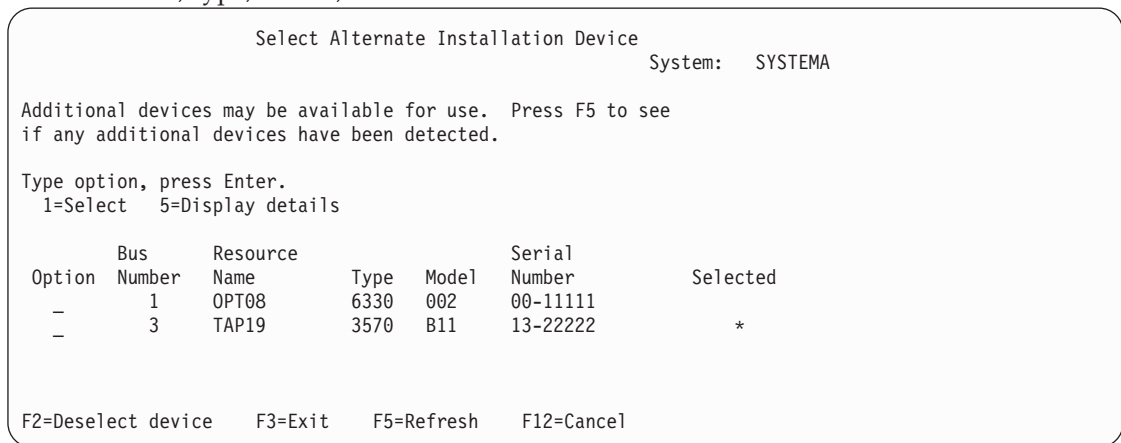 Select Alternate Installation Device
System: SYSTEMA
Additional devices may be available for use. Press F5 to see
if any additional devices have been detected.
Type option, press Enter.
1=Select 5=Display details
Bus Resource Serial
Option Number Name Type Model Number Selected
_ 1 OPT08 6330 002 00-11111
_ 3 TAP19 3570 B11 13-22222 *
F2=Deselect device F3=Exit F5=Refresh F12=Cancel